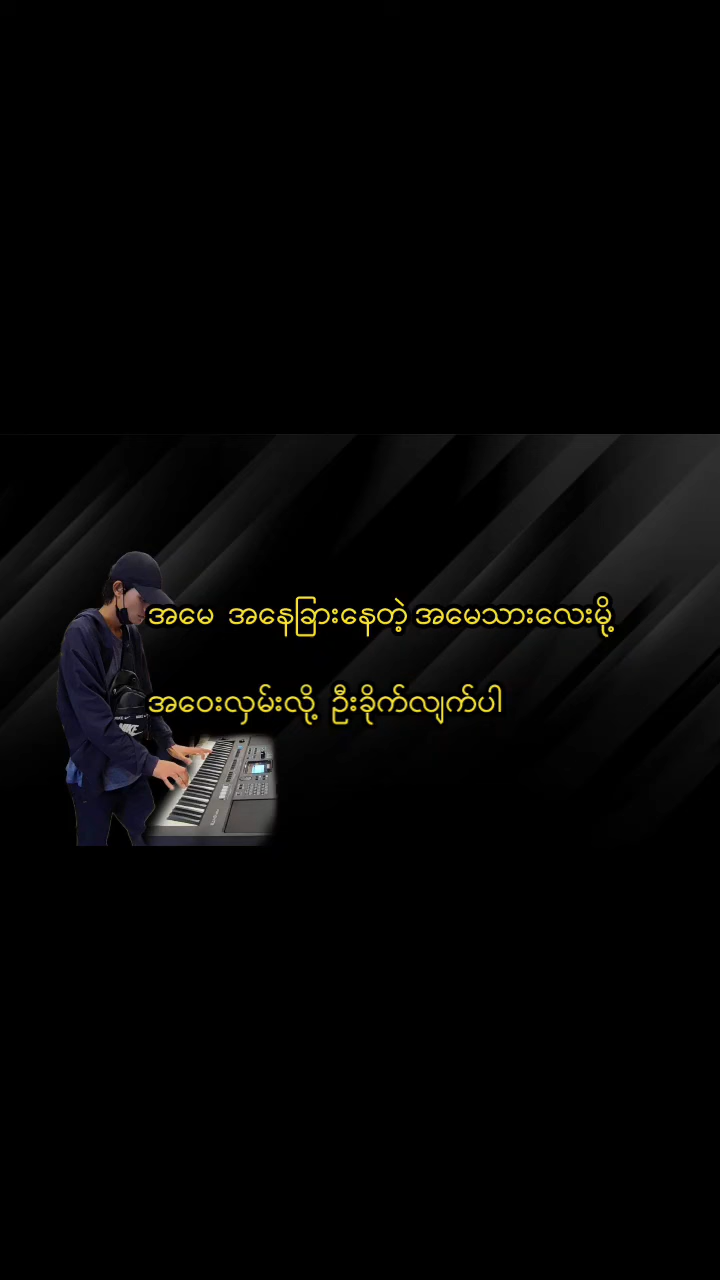 အမေ အနေခြားနေတဲ့ အမေသားလေးမို့
အဝေးလှမ်းလို့ ဦးခိုက်လျက်ပါ
NIKE